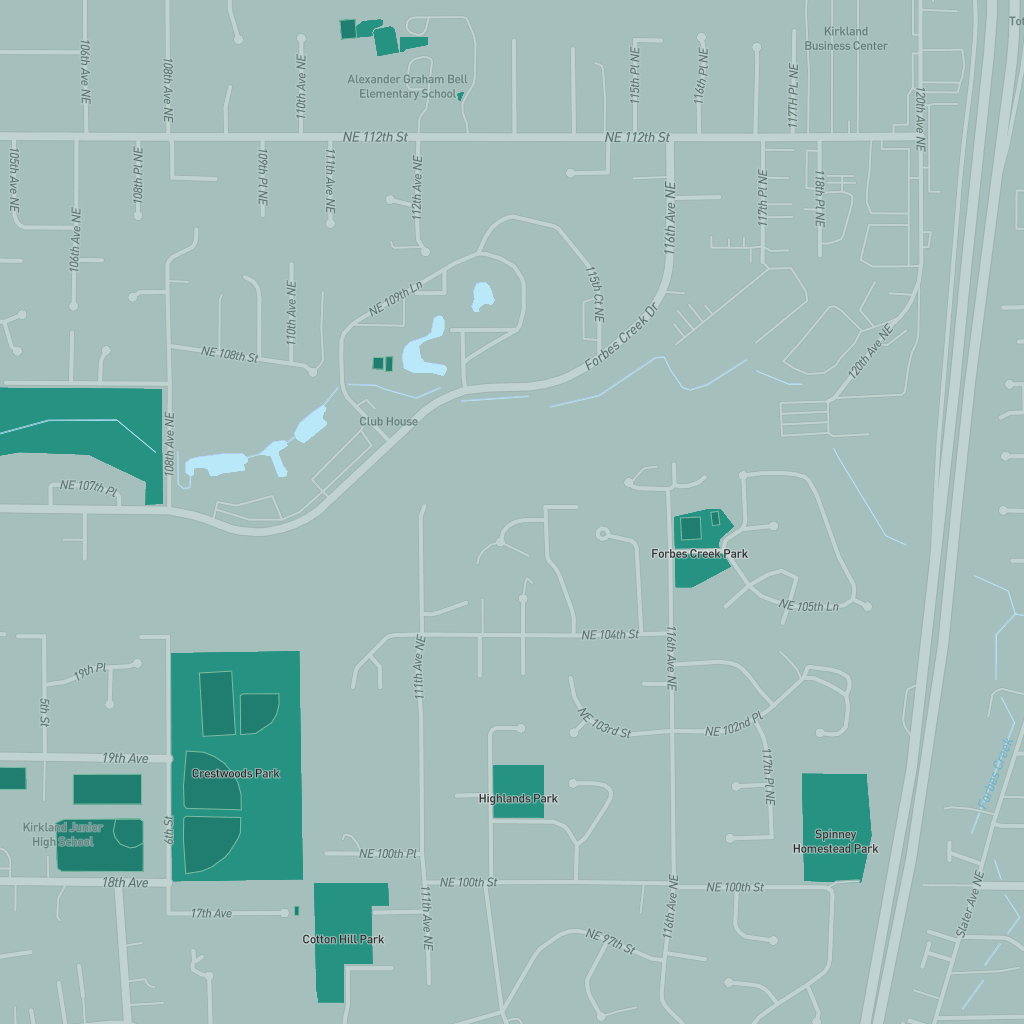 Kirkland
Business Center
Tot
106th Ave NE
108th Ave NE
110th Ave NE
115th Pl NE
116th Pl NE
117TH PL NE
120th Ave NE
Alexander Graham Bell
Elementary School
NE 112th St
NE 112th St
105th Ave NE
108th Pl NE
109th Pl NE
111th Ave NE
112th Ave NE
117th Pl NE
118th Pl NE
106th Ave NE
116th Ave NE
NE 109th Ln
115th Ct NE
110th Ave NE
Forbes Creek Dr
NE 108th St
120th Ave NE
Club House
108th Ave NE
NE 107th Pl
Forbes Creek Park
NE 105th Ln
NE 104th St
111th Ave NE
116th Ave NE
19th Pl
5th St
NE 103rd St
NE 102nd Pl
19th Ave
Crestwoods Park
117th Pl NE
Forbes Creek
Highlands Park
Kirkland Junior
High School
6th St
Spinney
Homestead Park
NE 100th Pl
18th Ave
NE 100th St
NE 100th St
17th Ave
111th Ave NE
116th Ave NE
Slater Ave NE
Cotton Hill Park
NE 97th St